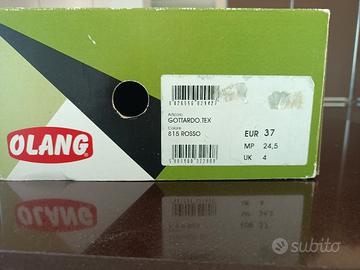 OLANG
Articolo
GOTTARDO.TEX
Colore
815 ROSSO
EUR 37
MP 24,5
UK 4
subito